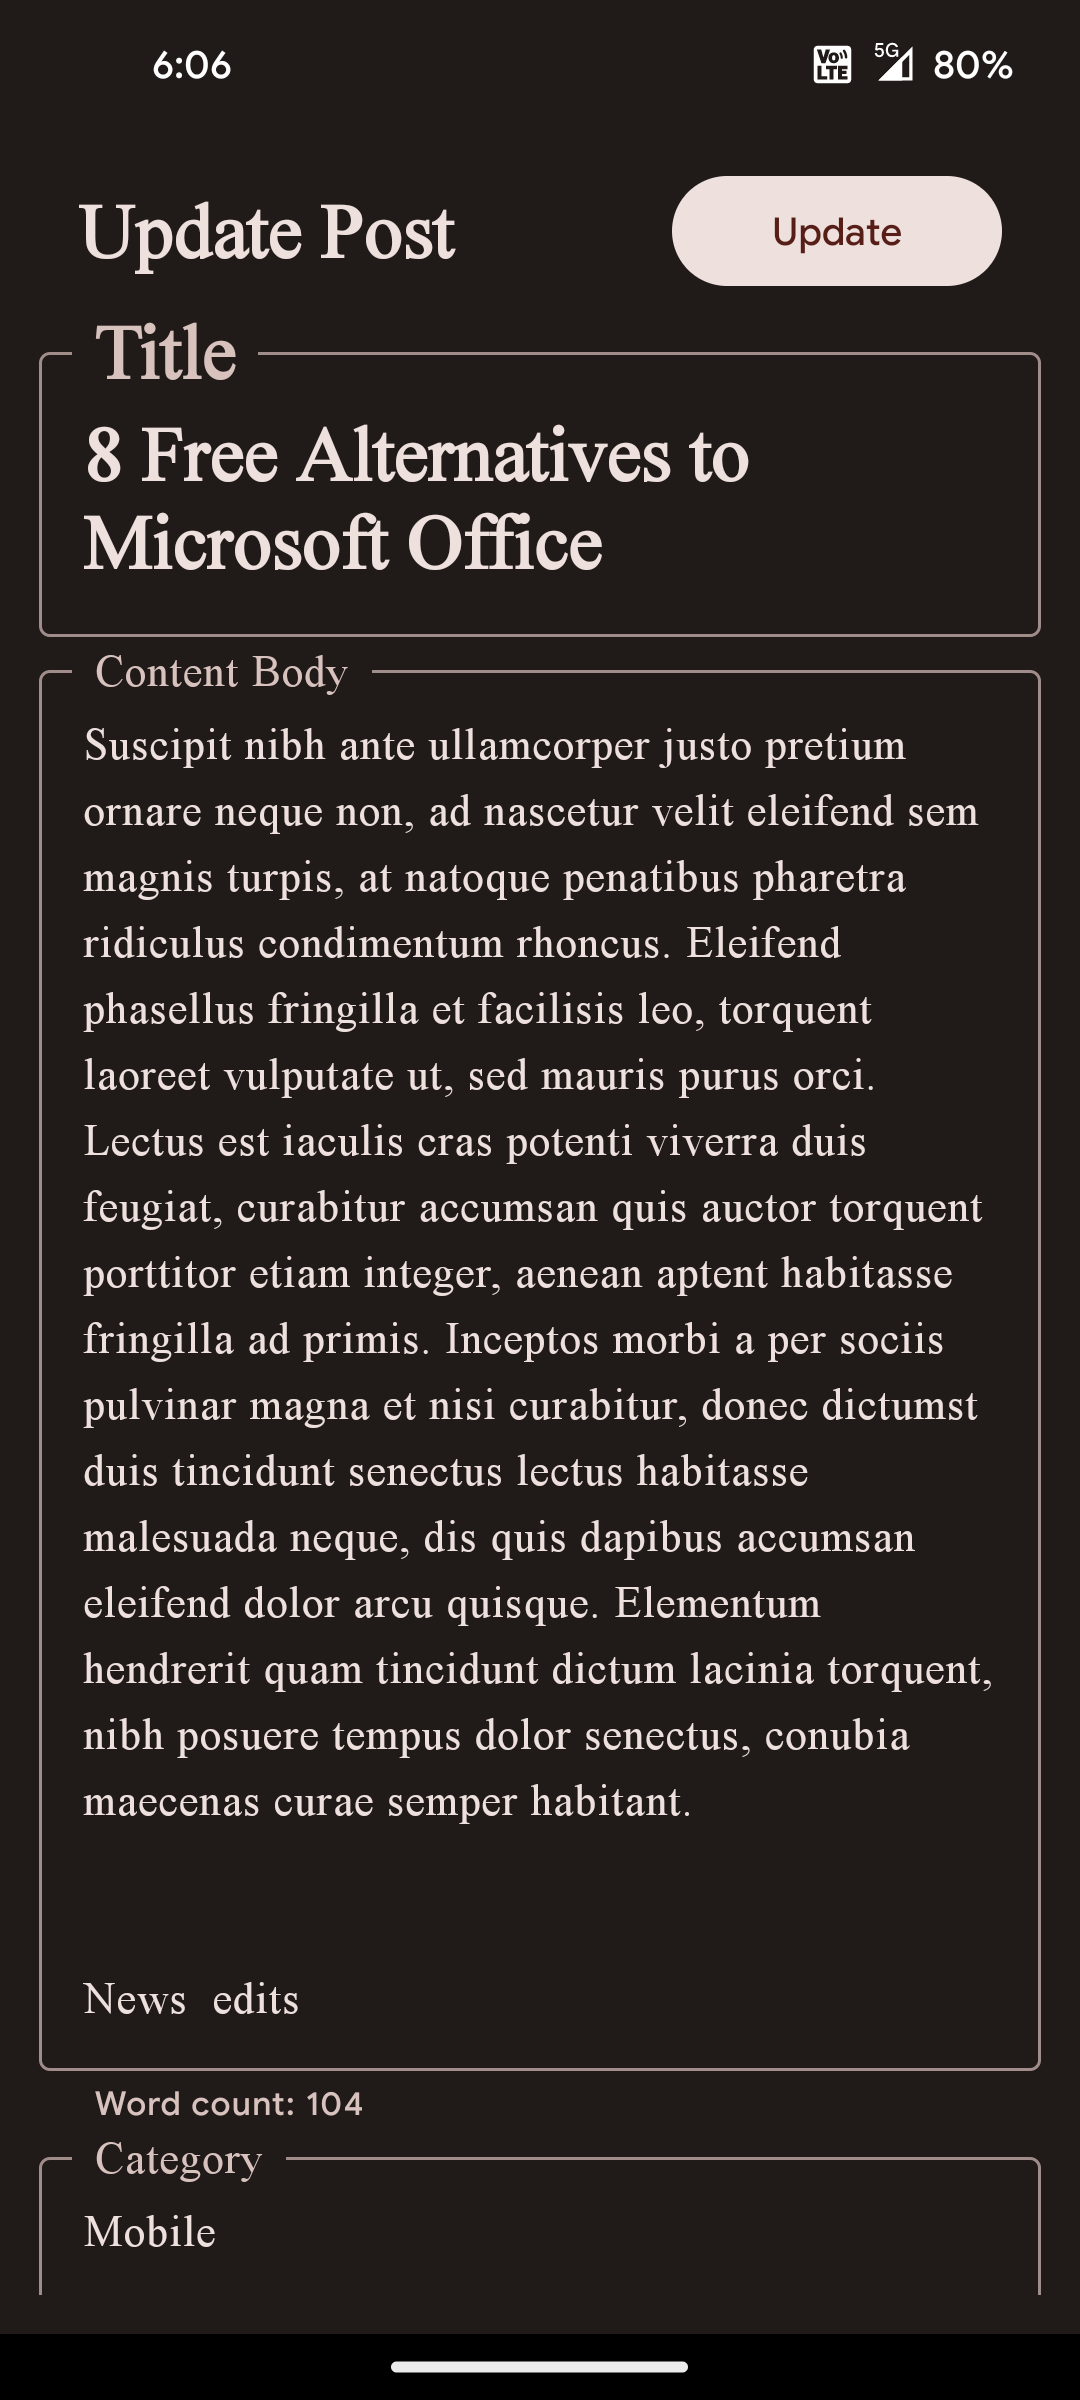 6:06
VoLTE
5G
80%
Update Post
Update
Title
8 Free Alternatives to
Microsoft Office
Content Body
Suscipit nibh ante ullamcorper justo pretium
ornare neque non, ad nascetur velit eleifend sem
magnis turpis, at natoque penatibus pharetra
ridiculus condimentum rhoncus. Eleifend
phasellus fringilla et facilisis leo, torquent
laoreet vulputate ut, sed mauris purus orci.
Lectus est iaculis cras potenti viverra duis
feugiat, curabitur accumsan quis auctor torquent
porttitor etiam integer, aenean aptent habitasse
fringilla ad primis. Inceptos morbi a per sociis
pulvinar magna et nisi curabitur, donec dictumst
duis tincidunt senectus lectus habitasse
malesuada neque, dis quis dapibus accumsan
eleifend dolor arcu quisque. Elementum
hendrerit quam tincidunt dictum lacinia torquent,
nibh posuere tempus dolor senectus, conubia
maecenas curae semper habitant.
News  edits
Word count: 104
Category
Mobile